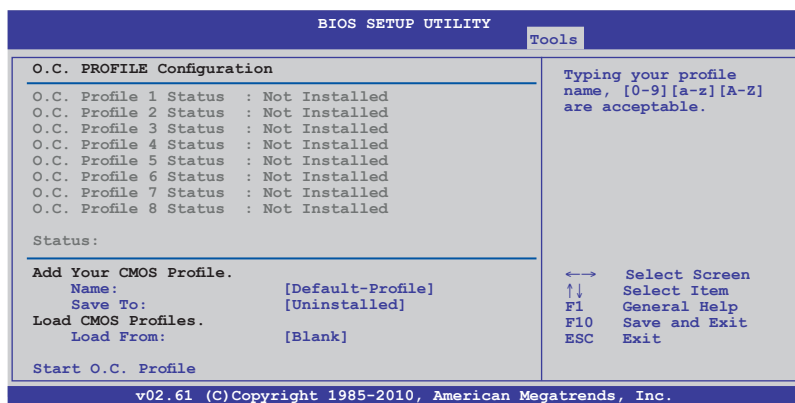 BIOS SETUP UTILITY
Tools
O.C. PROFILE Configuration
O.C. Profile 1 Status : Not Installed
O.C. Profile 2 Status : Not Installed
O.C. Profile 3 Status : Not Installed
O.C. Profile 4 Status : Not Installed
O.C. Profile 5 Status : Not Installed
O.C. Profile 6 Status : Not Installed
O.C. Profile 7 Status : Not Installed
O.C. Profile 8 Status : Not Installed
Status:
Add Your CMOS Profile.
Name: [Default-Profile]
Save To: [Uninstalled]
Load CMOS Profiles.
Load From: [Blank]
Start O.C. Profile
Typing your profile
name, [0-9][a-z][A-Z]
are acceptable.
←→ Select Screen
↑↓ Select Item
F1 General Help
F10 Save and Exit
ESC Exit
v02.61 (C)Copyright 1985-2010, American Megatrends, Inc.